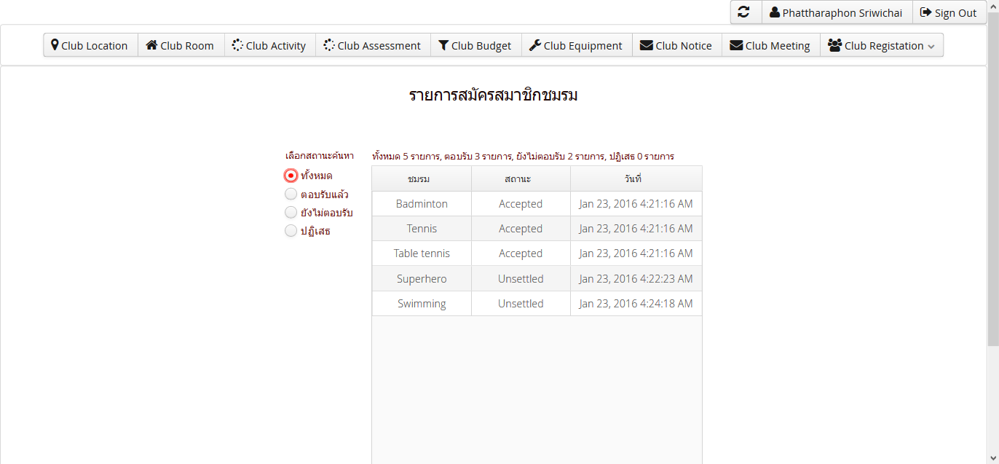 Phattharaphon Sriwichai Sign Out
Club Location Club Room Club Activity Club Assessment Club Budget Club Equipment Club Notice Club Meeting Club Registation
รายการสมัครสมาชิกชมรม
เลือกสถานะค้นหา
ทั้งหมด
ตอบรับแล้ว
ยังไม่ตอบรับ
ปฏิเสธ
ทั้งหมด 5 รายการ, ตอบรับ 3 รายการ, ยังไม่ตอบรับ 2 รายการ, ปฏิเสธ 0 รายการ
ชมรม สถานะ วันที่
Badminton Accepted Jan 23, 2016 4:21:16 AM
Tennis Accepted Jan 23, 2016 4:21:16 AM
Table tennis Accepted Jan 23, 2016 4:21:16 AM
Superhero Unsettled Jan 23, 2016 4:22:23 AM
Swimming Unsettled Jan 23, 2016 4:24:18 AM